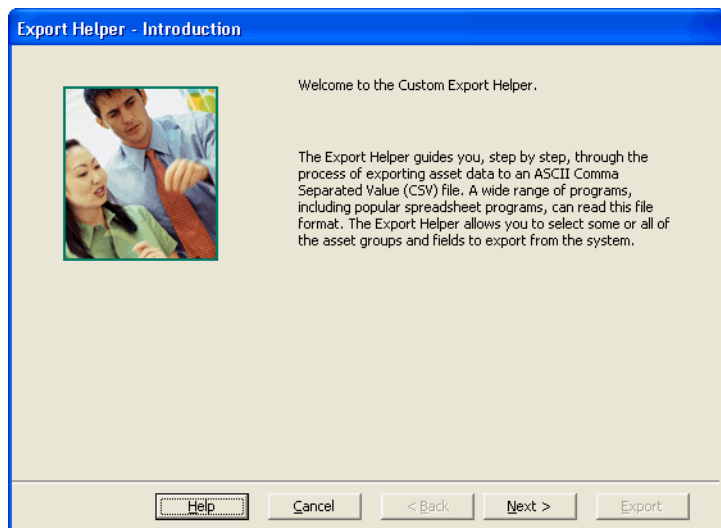 Export Helper - Introduction
Welcome to the Custom Export Helper.
The Export Helper guides you, step by step, through the
process of exporting asset data to an ASCII Comma
Separated Value (CSV) file. A wide range of programs,
including popular spreadsheet programs, can read this file
format. The Export Helper allows you to select some or all of
the asset groups and fields to export from the system.
Help Cancel < Back Next > Export